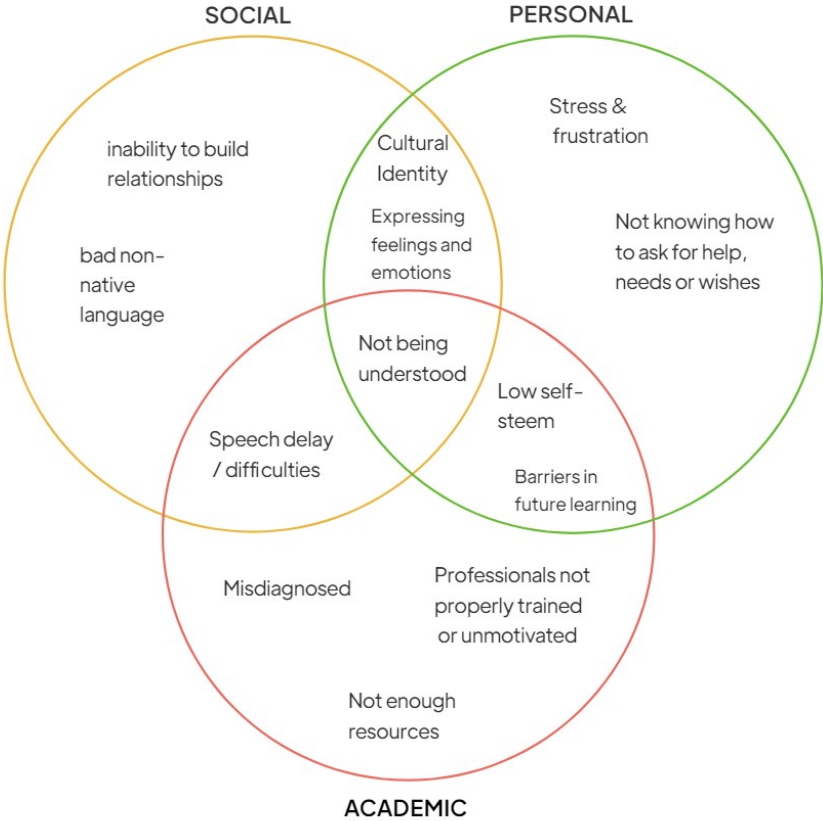 SOCIAL
PERSONAL
inability to build
relationships
bad non-
native
language
Cultural
Identity
Expressing
feelings and
emotions
Stress &
frustration
Not knowing how
to ask for help,
needs or wishes
Not being
understood
Speech delay
/ difficulties
Low self-
steem
Barriers in
future learning
Misdiagnosed
Professionals not
properly trained
or unmotivated
Not enough
resources
ACADEMIC